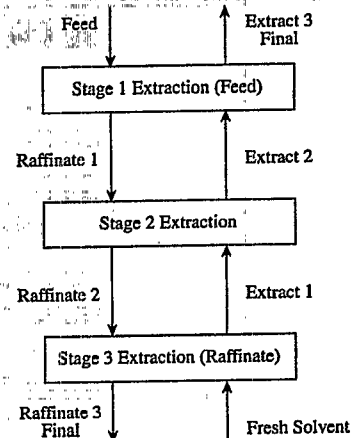 Feed
Extract 3
Final
Stage 1 Extraction (Feed)
Raffinate 1
Extract 2
Stage 2 Extraction
Raffinate 2
Extract 1
Stage 3 Extraction (Raffinate)
Raffinate 3
Final
Fresh Solvent